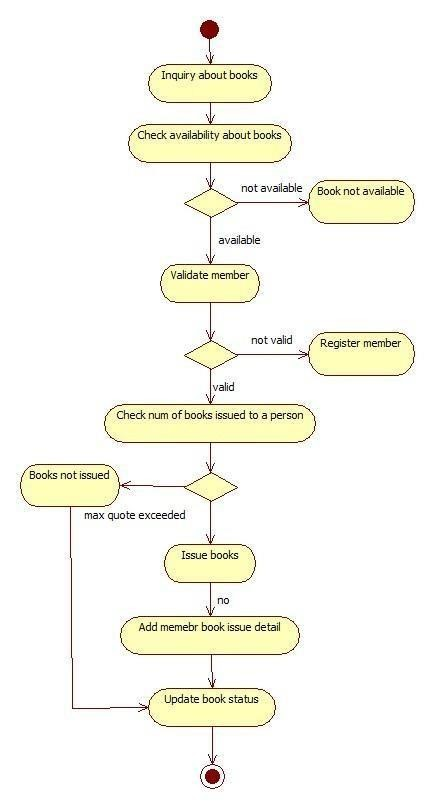 Inquiry about books
Check availability about books
not available
Book not available
available
Validate member
not valid
Register member
valid
Check num of books issued to a person
Books not issued
max quote exceeded
Issue books
no
Add memebr book issue detail
Update book status